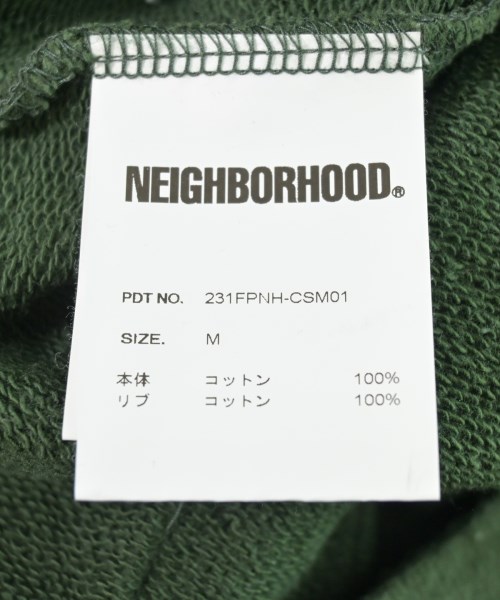 NEIGHBORHOOD®
PDT NO. 231FPNH-CSM01
SIZE. M
本体 コットン 100%
リブ コットン 100%